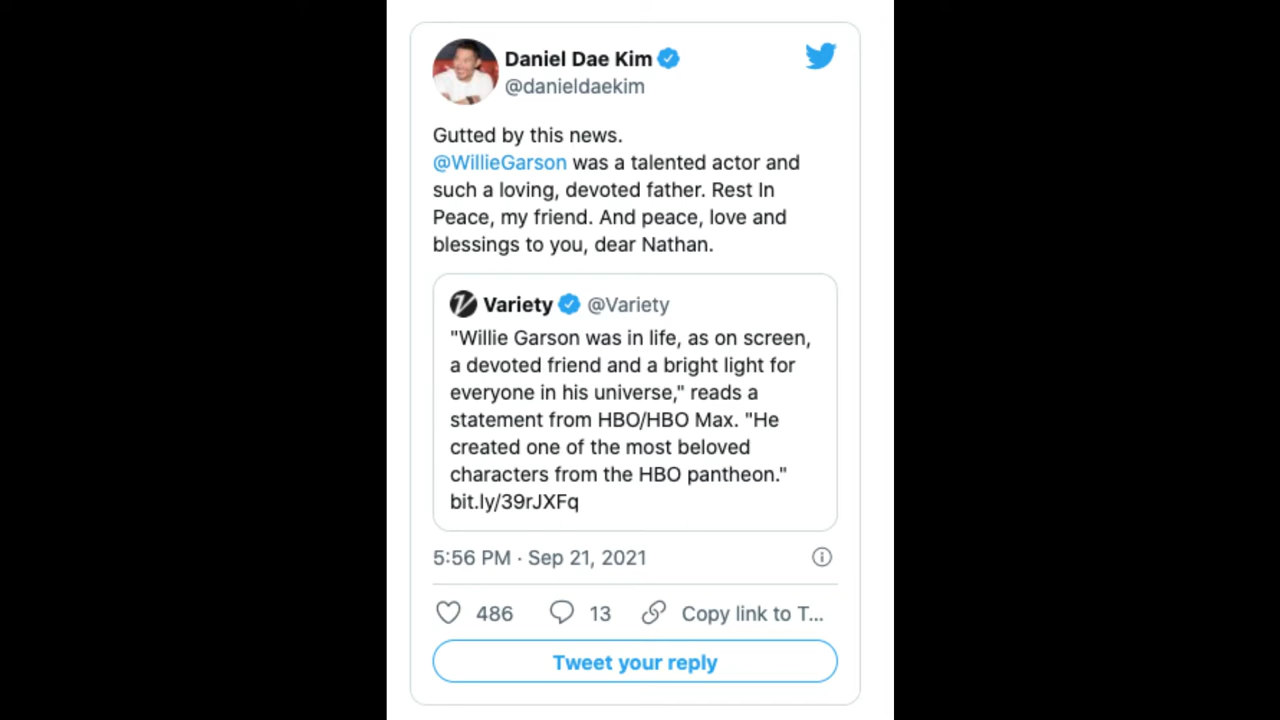 Daniel Dae Kim
@danieldaekim
Gutted by this news.
@WillieGarson was a talented actor and
such a loving, devoted father. Rest In
Peace, my friend. And peace, love and
blessings to you, dear Nathan.
Variety @Variety
"Willie Garson was in life, as on screen,
a devoted friend and a bright light for
everyone in his universe," reads a
statement from HBO/HBO Max. "He
created one of the most beloved
characters from the HBO pantheon."
bit.ly/39rJXFq
5:56 PM · Sep 21, 2021
486 13 Copy link to T...
Tweet your reply